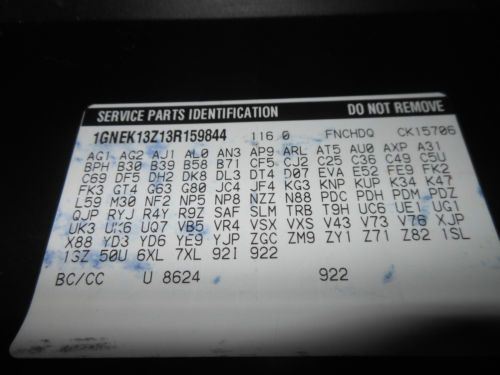 SERVICE PARTS IDENTIFICATION DO NOT REMOVE
1GNEK13Z13R159844 116.0 FNCHDQ CK15706
AG1 AG2 AJ1 AL0 AN3 AP9 ARL AT5 AU0 AXP A31
BPH B30 B39 B58 B71 CF5 CJ2 C25 C36 C49 C5U
C69 DF5 DH2 DK8 DL3 DT4 D07 EVA E52 FE9 FK2
FK3 GT4 G63 G80 JC4 JF4 KG3 KNP KUP K34 K47
L59 M30 NF2 NP5 NP8 NZZ N88 PDC PDH PDM PDZ
QJP RYJ R4Y R9Z SAF SLM TRB T9H UC6 UE1 UG1
UK3 UK6 UQ7 VB5 VR4 VSX VXS V43 V73 V76 XJP
X88 YD3 YD6 YE9 YJP ZGC ZM9 ZY1 Z71 Z82 1SL
1SZ 50U 6XL 7XL 92I 922
BC/CC U 8624 922